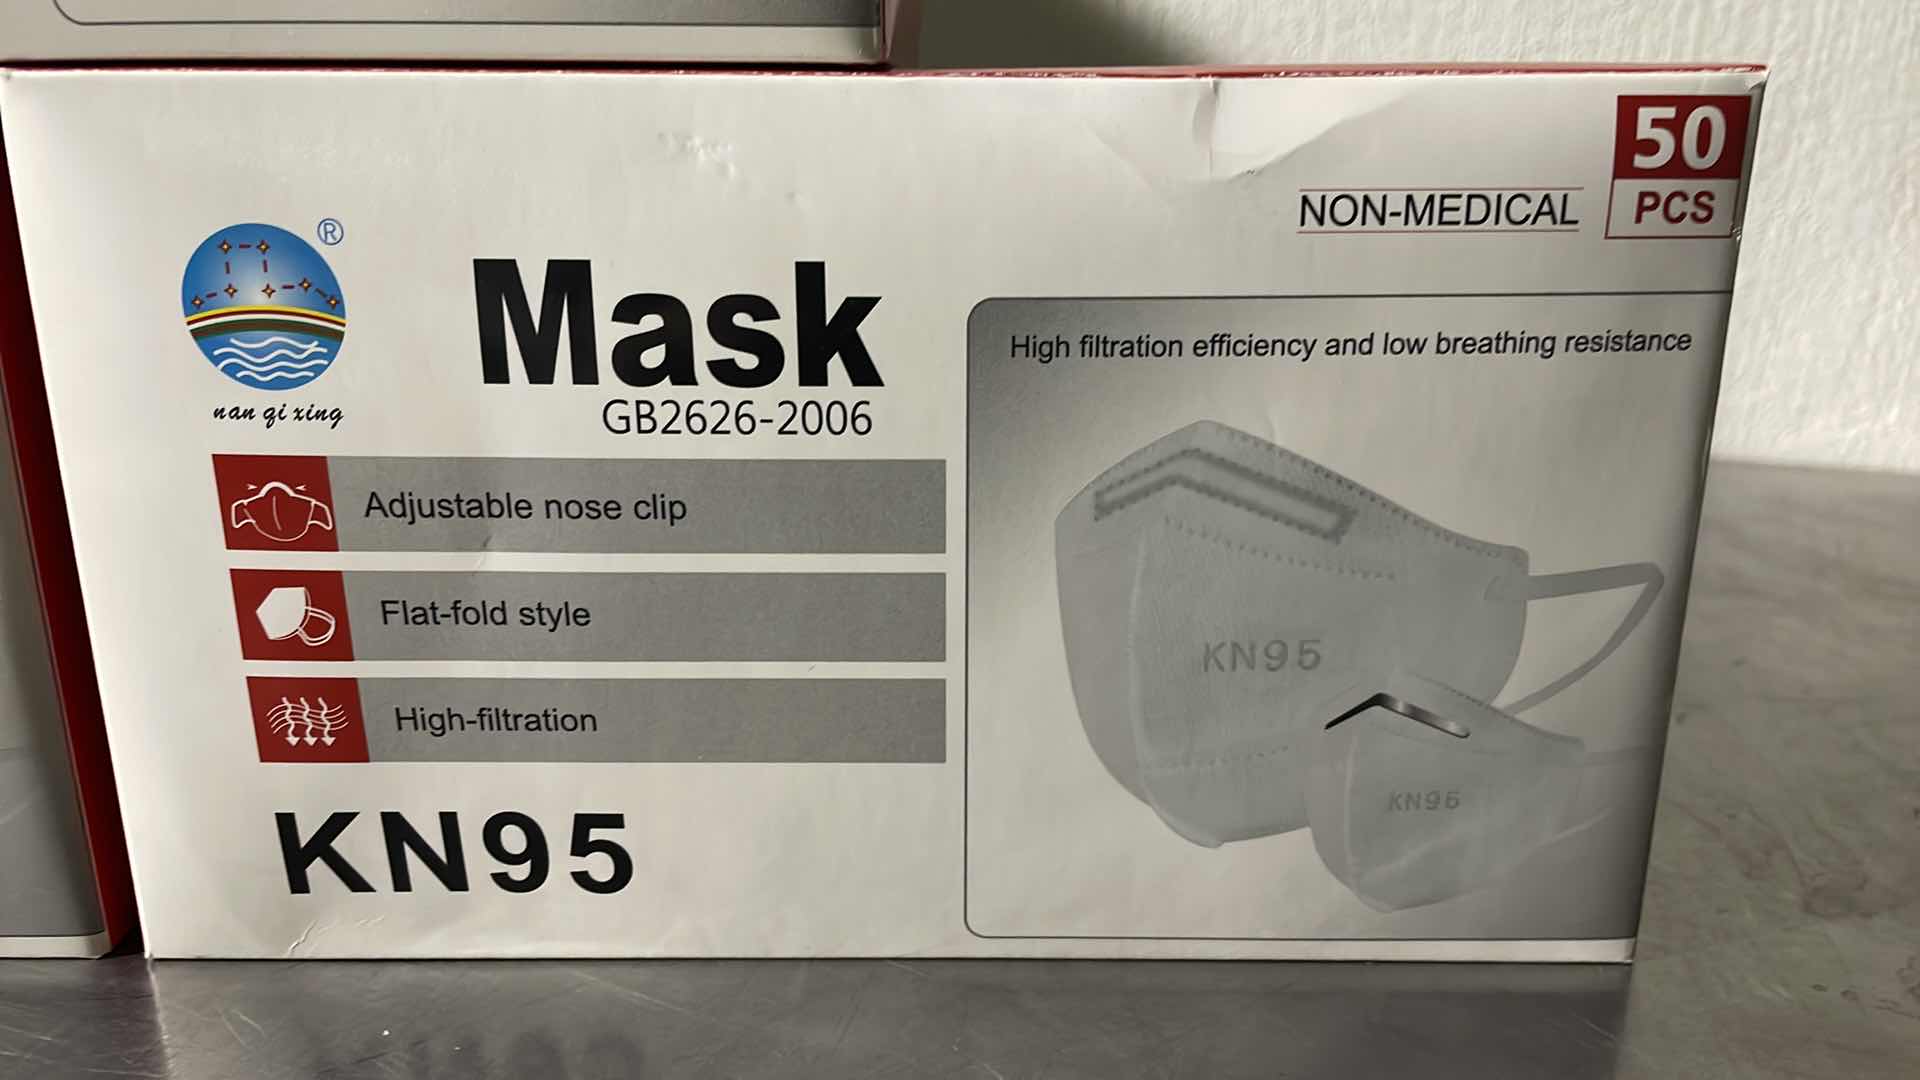 50
PCS
NON-MEDICAL
®
nan qi xing
Mask
GB2626-2006
Adjustable nose clip
Flat-fold style
High-filtration
KN95
High filtration efficiency and low breathing resistance
KN95
KN95